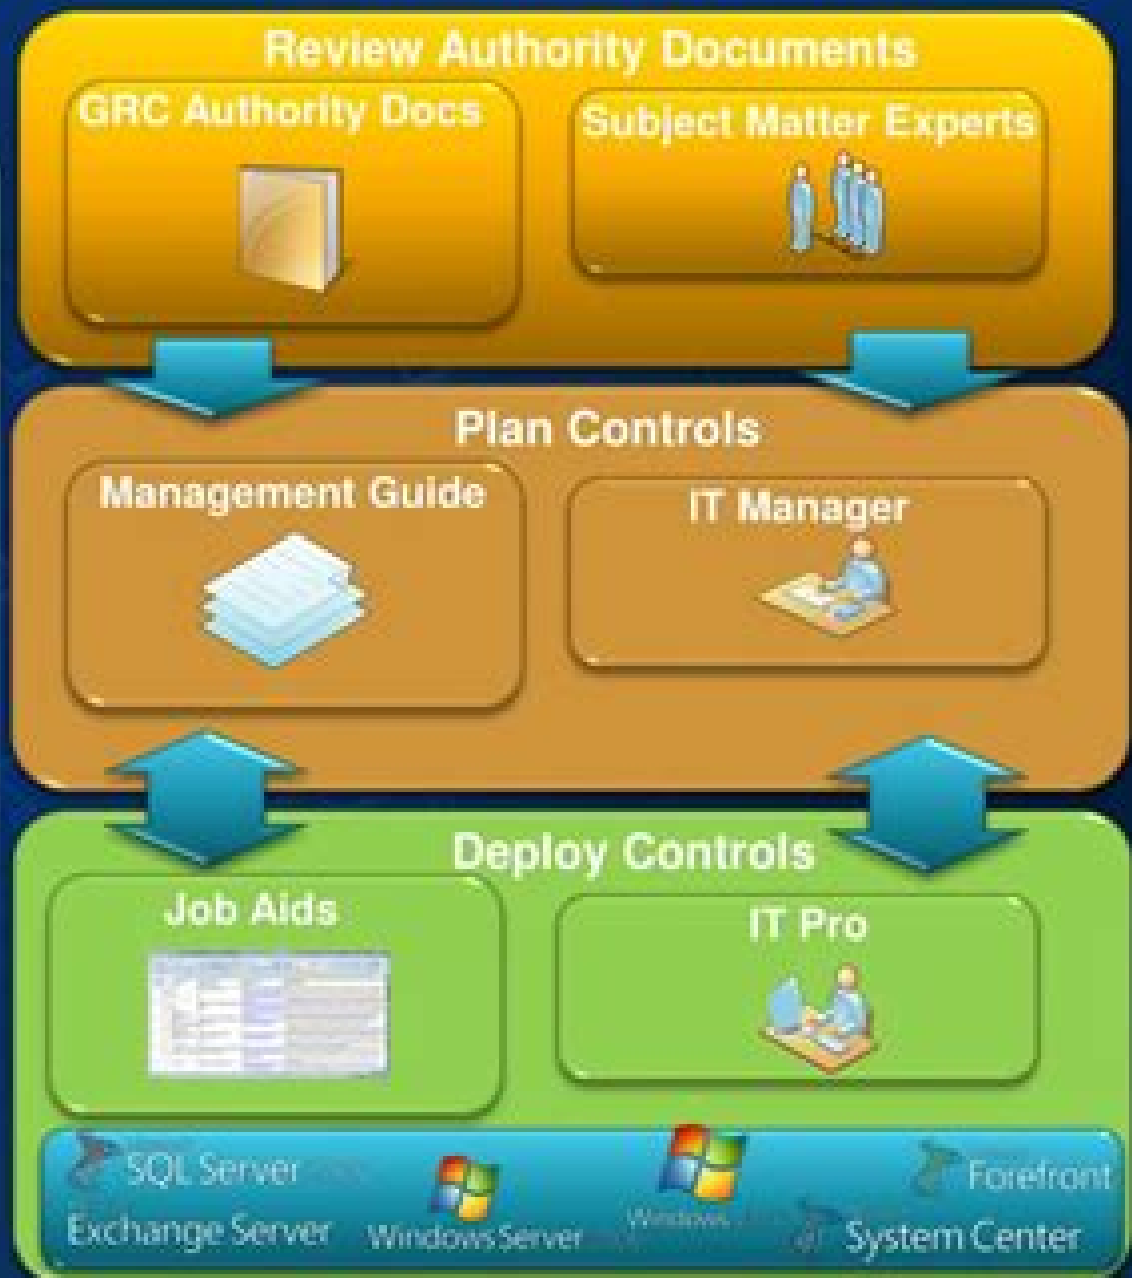 Review Authority Documents
GRC Authority Docs
Subject Matter Experts
Plan Controls
Management Guide
IT Manager
Deploy Controls
Job Aids
IT Pro
SQL Server
Forefront
Exchange Server
Windows Server
Windows
System Center